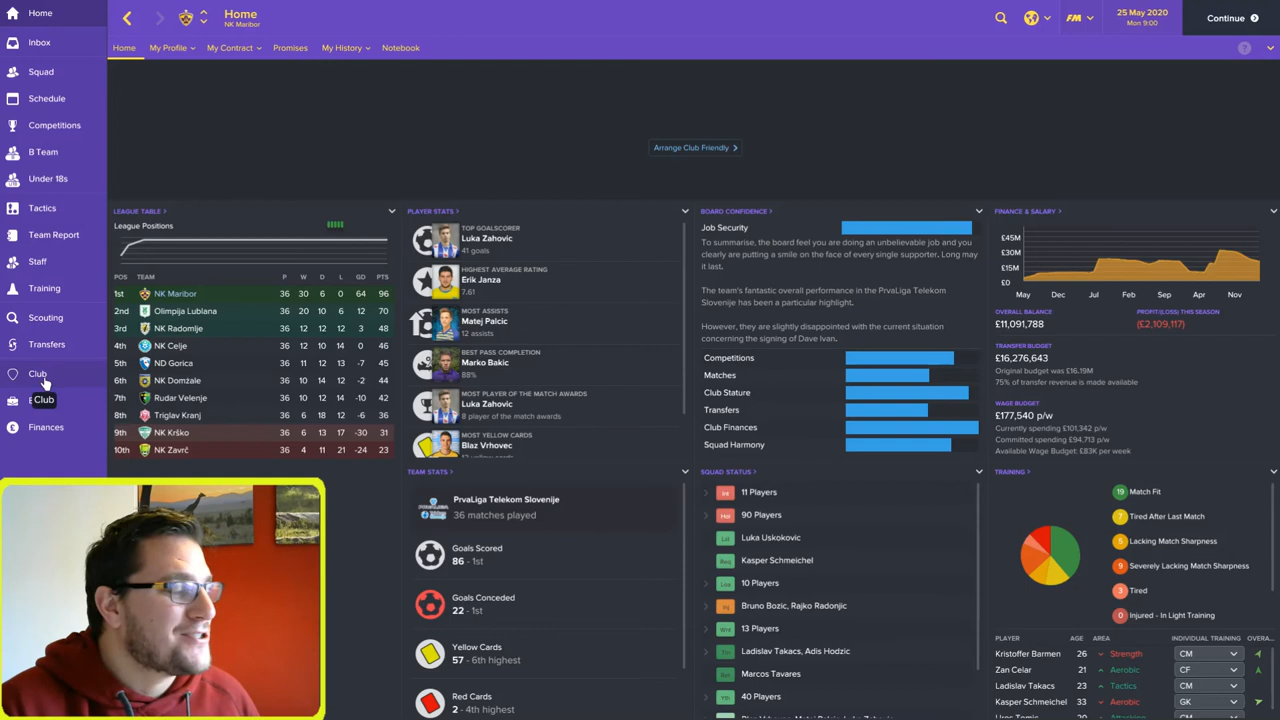 Home
Inbox
Squad
Schedule
Competitions
B Team
Under 18s
Tactics
Team Report
Staff
Training
Scouting
Transfers
Club
Club
Finances
Home
NK Maribor
FM
25 May 2020
Mon 9:00
Continue
Home
My Profile
My Contract
Promises
My History
Notebook
?
Arrange Club Friendly
LEAGUE TABLE
League Positions
POS TEAM P W D L GD PTS
1st NK Maribor 36 30 6 0 64 96
2nd Olimpija Lublana 36 20 10 6 12 70
3rd NK Radomlje 36 12 12 12 3 48
4th NK Celje 36 12 10 14 0 46
5th ND Gorica 36 11 12 13 -7 45
6th NK Domžale 36 12 10 14 -2 44
7th Rudar Velenje 36 12 10 14 -10 42
8th Triglav Kranj 36 6 18 12 -6 36
9th NK Krško 36 6 13 17 -30 31
10th NK Zavrč 36 4 11 21 -24 23
PLAYER STATS
TOP GOALSCORER
Luka Zahovic
41 goals
HIGHEST AVERAGE RATING
Erik Janza
7.61
MOST ASSISTS
Matej Palcic
12 assists
BEST PASS COMPLETION
Marko Bakic
88%
MOST PLAYER OF THE MATCH AWARDS
Luka Zahovic
8 player of the match awards
MOST YELLOW CARDS
Blaz Vrhovec
BOARD CONFIDENCE
Job Security
To summarise, the board feel you are doing an unbelievable job and you
clearly are putting a smile on the face of every single supporter. Long may
it last.
The team's fantastic overall performance in the PrvaLiga Telekom
Slovenije has been a particular highlight.
However, they are slightly disappointed with the current situation
concerning the signing of Dave Ivan.
Competitions
Matches
Club Stature
Transfers
Club Finances
Squad Harmony
FINANCE & SALARY
£45M
£30M
£15M
£0
May Dec Jul Feb Sep Apr Nov
OVERALL BALANCE
£11,091,788
PROFIT/(LOSS) THIS SEASON
(£2,109,117)
TRANSFER BUDGET
£16,276,643
Original budget was £16.19M
75% of transfer revenue is made available
WAGE BUDGET
£177,540 p/w
Currently spending £101,342 p/w
Committed spending £94,713 p/w
Available Wage Budget: £83K per week
TEAM STATS
PrvaLiga Telekom Slovenije
36 matches played
Goals Scored
86 - 1st
Goals Conceded
22 - 1st
Yellow Cards
57 - 6th highest
Red Cards
2 - 4th highest
SQUAD STATUS
Int 11 Players
Hol 90 Players
Lst Luka Uskokovic
Req Kasper Smeichel
Loa 10 Players
Bruno Bozic, Rajko Radonjic
Wnt 13 Players
Ladislav Takacs, Adis Hodzic
Marcos Tavares
40 Players
TRAINING
19 Match Fit
7 Tired After Last Match
5 Lacking Match Sharpness
9 Severely Lacking Match Sharpness
3 Tired
0 Injured - In Light Training
PLAYER AGE AREA INDIVIDUAL TRAINING OVERA...
Kristoffer Barmen 26 Strength CM
Zan Celar 21 Aerobic CF
Ladislav Takacs 23 Tactics CM
Kasper Schmeichel 33 Aerobic GK